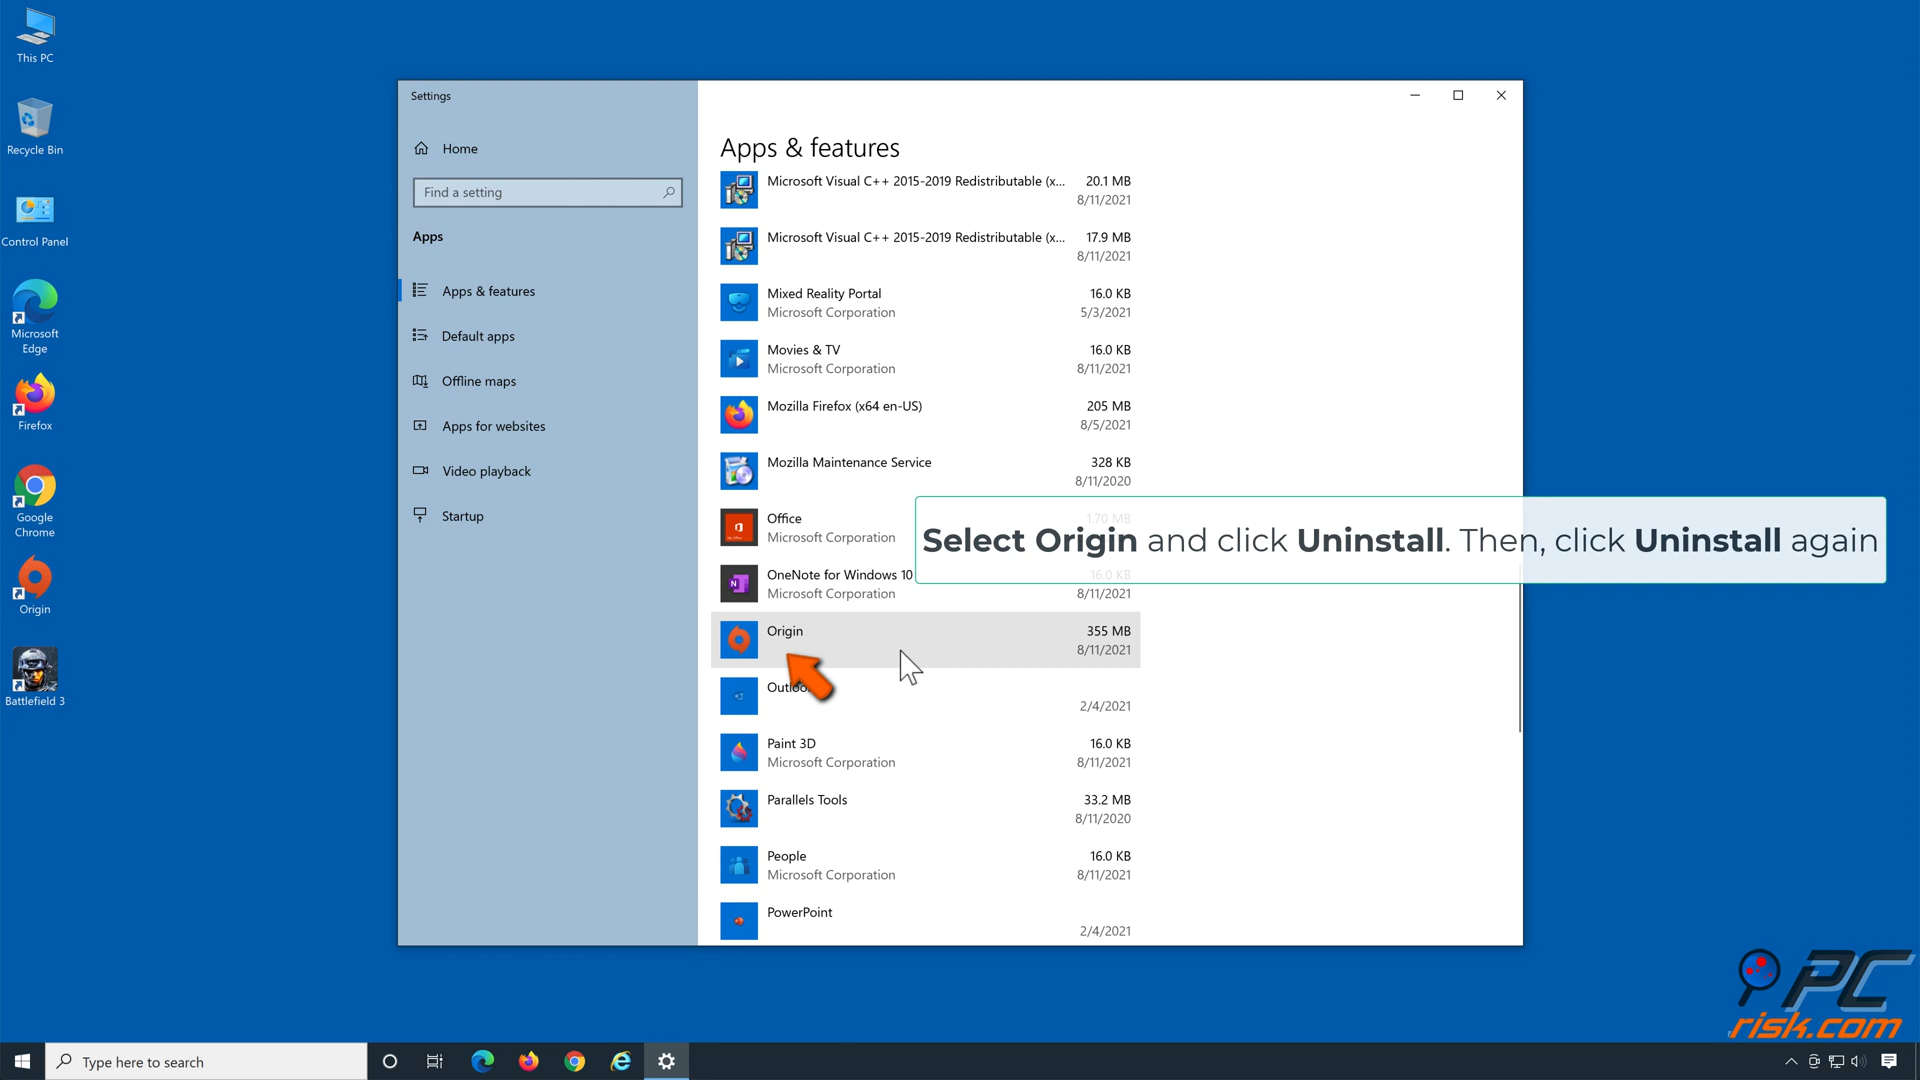 This PC
Recycle Bin
Control Panel
Microsoft
Edge
Firefox
Google
Chrome
Origin
Battlefield 3
Settings
Home
Find a setting
Apps
Apps & features
Default apps
Offline maps
Apps for websites
Video playback
Startup
Apps & features
Microsoft Visual C++ 2015-2019 Redistributable (x... 20.1 MB
8/11/2021
Microsoft Visual C++ 2015-2019 Redistributable (x... 17.9 MB
8/11/2021
Mixed Reality Portal 16.0 KB
Microsoft Corporation 5/3/2021
Movies & TV 16.0 KB
Microsoft Corporation 8/11/2021
Mozilla Firefox (x64 en-US) 205 MB
8/5/2021
Mozilla Maintenance Service 328 KB
8/11/2020
Office 1.70 MB
Microsoft Corporation
Select Origin and click Uninstall. Then, click Uninstall again
OneNote for Windows 10 16.0 KB
Microsoft Corporation 8/11/2021
Origin 355 MB
8/11/2021
2/4/2021
Paint 3D 16.0 KB
Microsoft Corporation 8/11/2021
Parallels Tools 33.2 MB
8/11/2020
People 16.0 KB
Microsoft Corporation 8/11/2021
PowerPoint
2/4/2021
PC
risk.com
Type here to search